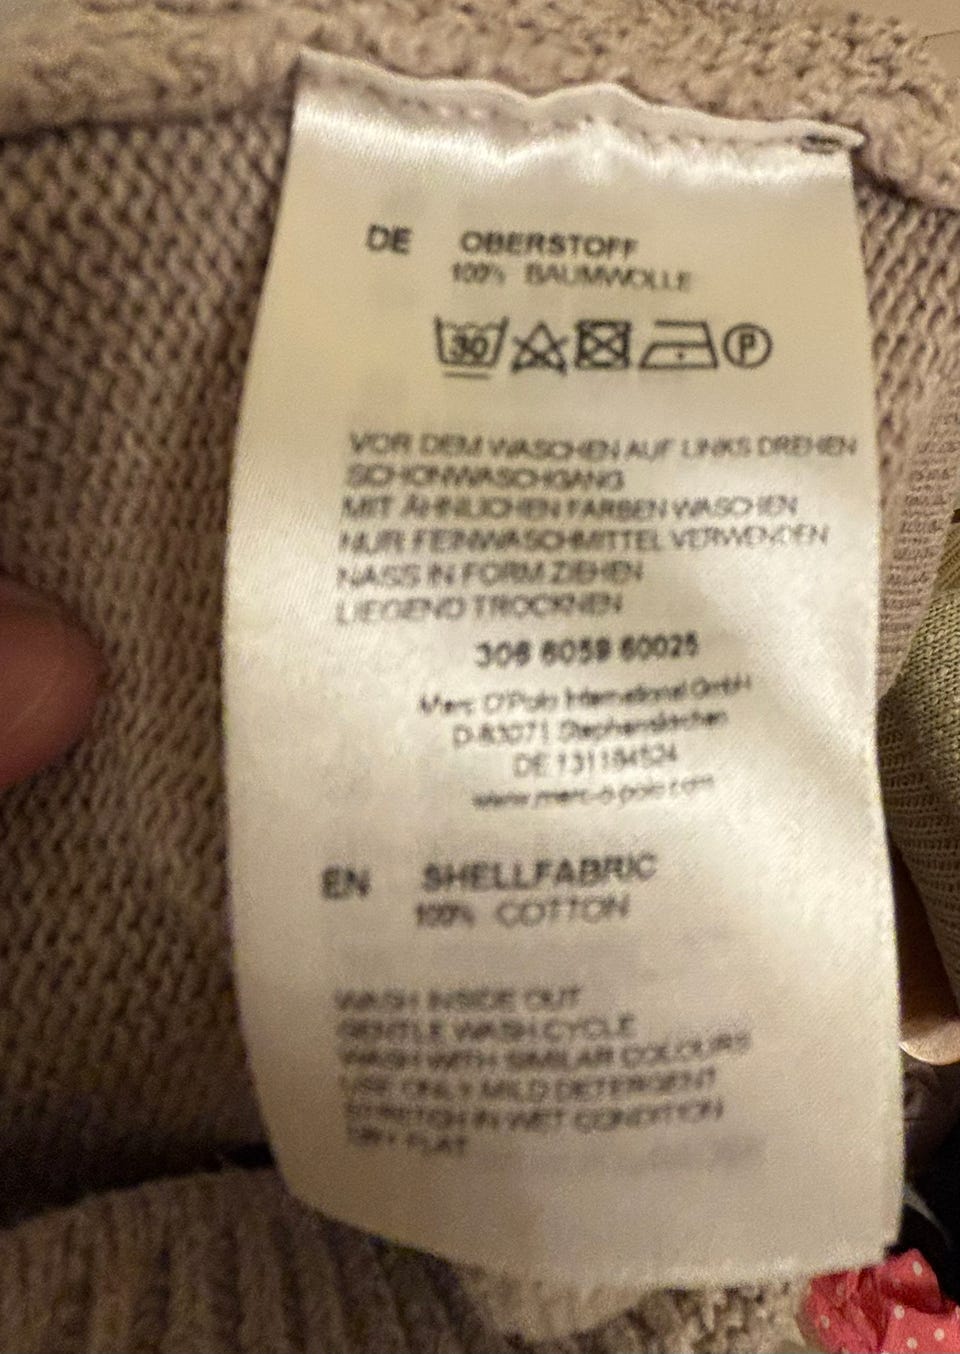 DE OBERSTOFF
100% BAUMWOLLE
30 P
VOR DEM WASCHEN AUF LINKS DREHEN
SCHONWASCHGANG
MIT ÄHNLICHEN FARBEN WASCHEN
NUR FEINWASCHMITTEL VERWENDEN
NASS IN FORM ZIEHEN
LIEGEND TROCKNEN
306 6059 60025
Marc O'Polo International GmbH
D-83071 Stephanskirchen
DE 131184524
www.marc-o-polo.com
EN SHELLFABRIC
100% COTTON
WASH INSIDE OUT
GENTLE WASH CYCLE
WASH WITH SIMILAR COLOURS
USE ONLY MILD DETERGENT
STRETCH IN WET CONDITION
DRY FLAT